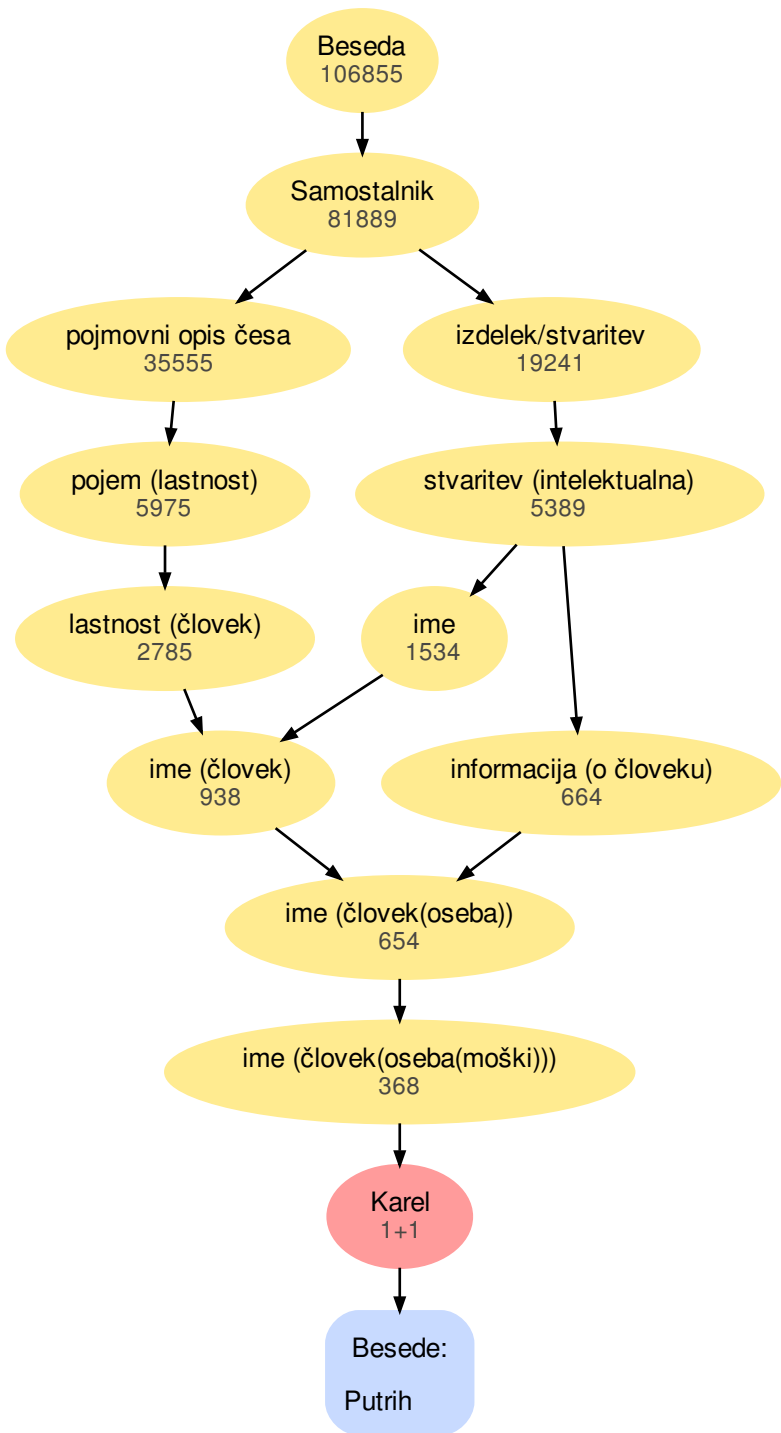 Beseda
106855
Samostalnik
81889
pojmovni opis česa
35555
izdelek/stvaritev
19241
pojem (lastnost)
5975
stvaritev (intelektualna)
5389
lastnost (človek)
2785
ime
1534
ime (človek)
938
informacija (o človeku)
664
ime (človek(oseba))
654
ime (človek(oseba(moški)))
368
Karel
1+1
Besede:
Putrih